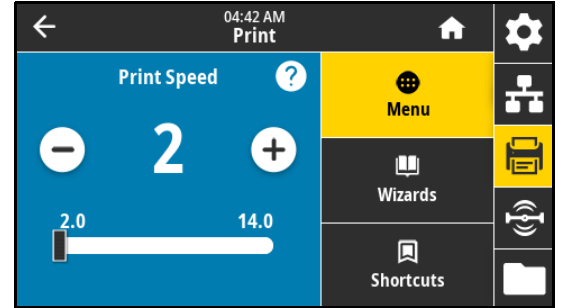 04:42 AM
Print
Print Speed
?
2
2.0
14.0
Menu
Wizards
Shortcuts